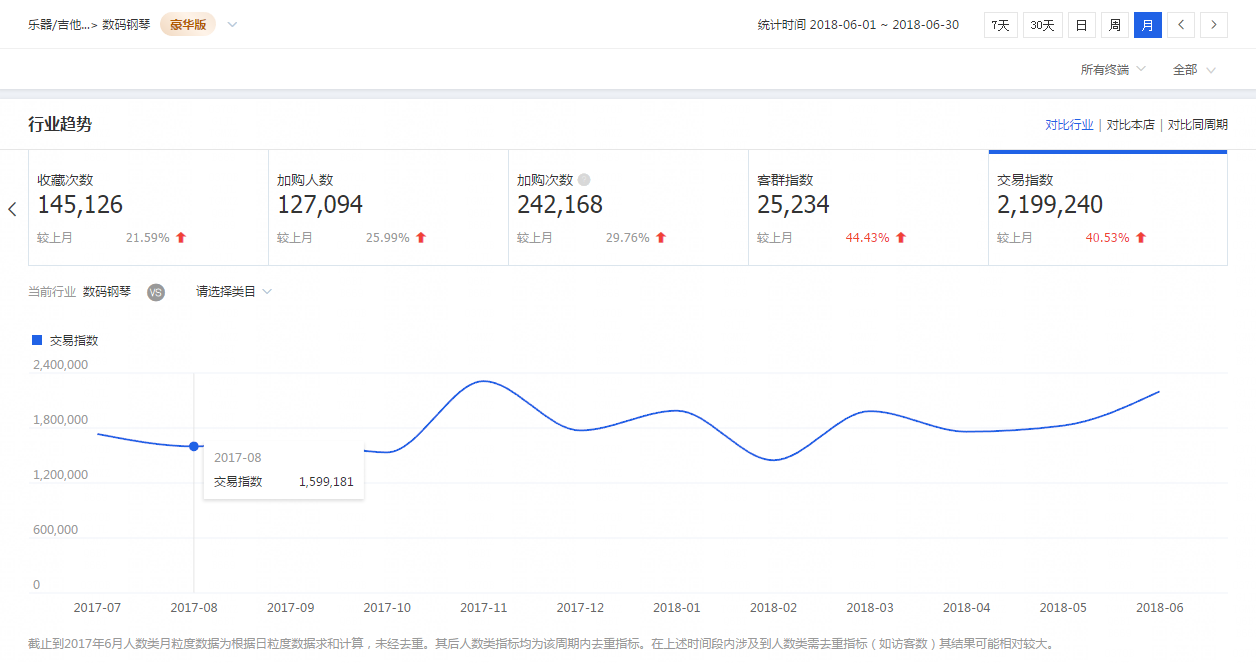 乐器/吉他...> 数码钢琴 豪华版 统计时间 2018-06-01 ~ 2018-06-30 7天 30天 日 周 月
所有终端 全部
行业趋势 对比行业 | 对比本店 | 对比同周期
收藏次数 加购人数 加购次数 客群指数 交易指数
145,126 127,094 242,168 25,234 2,199,240
较上月 21.59% 较上月 25.99% 较上月 29.76% 较上月 44.43% 较上月 40.53%
当前行业 数码钢琴 VS 请选择类目
交易指数
2,400,000
1,800,000
2017-08
1,200,000
交易指数 1,599,181
600,000
0
2017-07 2017-08 2017-09 2017-10 2017-11 2017-12 2018-01 2018-02 2018-03 2018-04 2018-05 2018-06
截止到2017年6月人数类月粒度数据为根据日粒度数据求和计算，未经去重。其后人数类指标均为该周期内去重指标。在上述时间段内涉及到人数类需去重指标（如访客数）其结果可能相对较大。